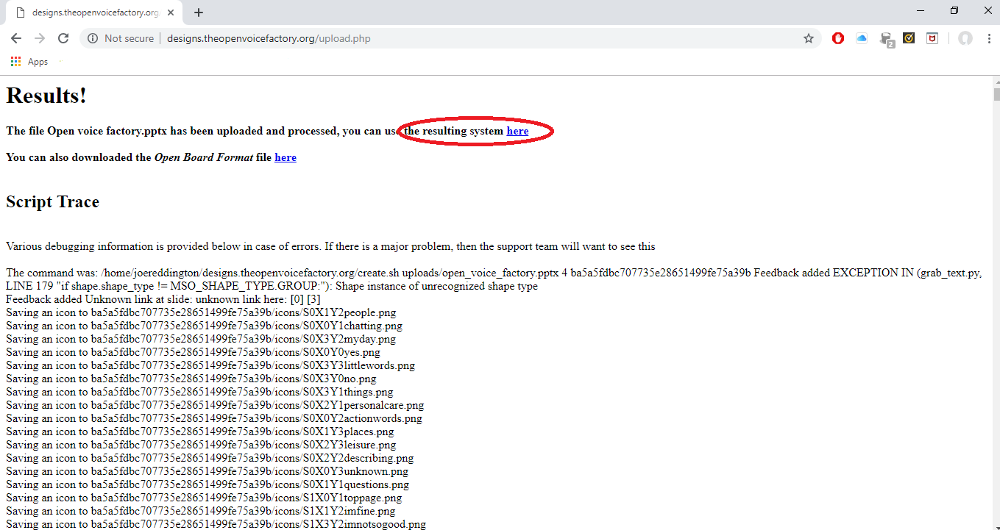 designs.theopenvoicefactory.org
Not secure designs.theopenvoicefactory.org/upload.php
2
Apps
Results!
The file Open voice factory.pptx has been uploaded and processed, you can use the resulting system here
You can also downloaded the Open Board Format file here
Script Trace
Various debugging information is provided below in case of errors. If there is a major problem, then the support team will want to see this
The command was: /home/joereddington/designs.theopenvoicefactory.org/create.sh uploads/open_voice_factory.pptx 4 ba5a5fdbc707735e28651499fe75a39b Feedback added EXCEPTION IN (grab_text.py,
LINE 179 "if shape.shape_type != MSO_SHAPE_TYPE.GROUP:"): Shape instance of unrecognized shape type
Feedback added Unknown link at slide: unknown link here: [0] [3]
Saving an icon to ba5a5fdbc707735e28651499fe75a39b/icons/S0X1Y2people.png
Saving an icon to ba5a5fdbc707735e28651499fe75a39b/icons/S0X0Y1chatting.png
Saving an icon to ba5a5fdbc707735e28651499fe75a39b/icons/S0X3Y2myday.png
Saving an icon to ba5a5fdbc707735e28651499fe75a39b/icons/S0X0Y0yes.png
Saving an icon to ba5a5fdbc707735e28651499fe75a39b/icons/S0X3Y3littlewords.png
Saving an icon to ba5a5fdbc707735e28651499fe75a39b/icons/S0X3Y0no.png
Saving an icon to ba5a5fdbc707735e28651499fe75a39b/icons/S0X3Y1things.png
Saving an icon to ba5a5fdbc707735e28651499fe75a39b/icons/S0X2Y1personalcare.png
Saving an icon to ba5a5fdbc707735e28651499fe75a39b/icons/S0X0Y2actionwords.png
Saving an icon to ba5a5fdbc707735e28651499fe75a39b/icons/S0X1Y3places.png
Saving an icon to ba5a5fdbc707735e28651499fe75a39b/icons/S0X2Y3leisure.png
Saving an icon to ba5a5fdbc707735e28651499fe75a39b/icons/S0X2Y2describing.png
Saving an icon to ba5a5fdbc707735e28651499fe75a39b/icons/S0X0Y3unknown.png
Saving an icon to ba5a5fdbc707735e28651499fe75a39b/icons/S0X1Y1questions.png
Saving an icon to ba5a5fdbc707735e28651499fe75a39b/icons/S1X0Y1toppage.png
Saving an icon to ba5a5fdbc707735e28651499fe75a39b/icons/S1X1Y2imfine.png
Saving an icon to ba5a5fdbc707735e28651499fe75a39b/icons/S1X3Y2imnotsogood.png